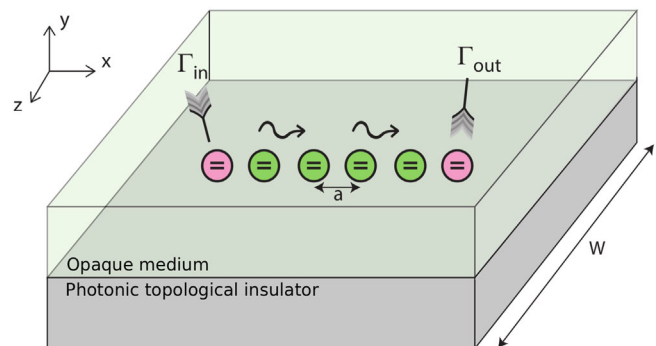 y
x
z
Γin
Γout
= = = = = =
a
W
Opaque medium
Photonic topological insulator